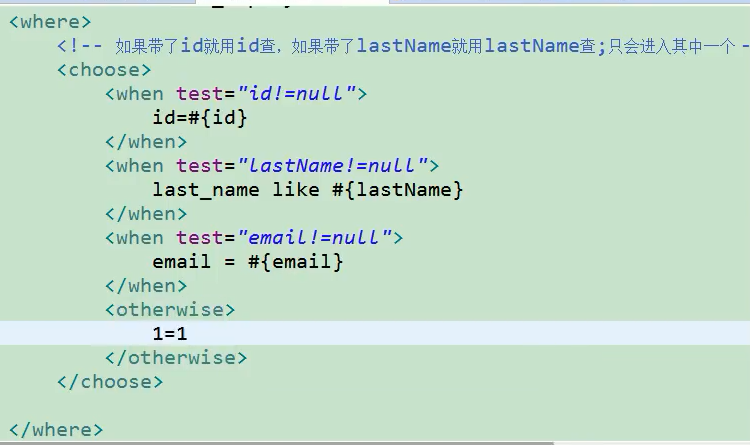 <where>
<!-- 如果带了id就用id查，如果带了lastName就用lastName查;只会进入其中一个 -
<choose>
<when test="id!=null">
id=#{id}
</when>
<when test="lastName!=null">
last_name like #{lastName}
</when>
<when test="email!=null">
email = #{email}
</when>
<otherwise>
1=1
</otherwise>
</choose>
</where>